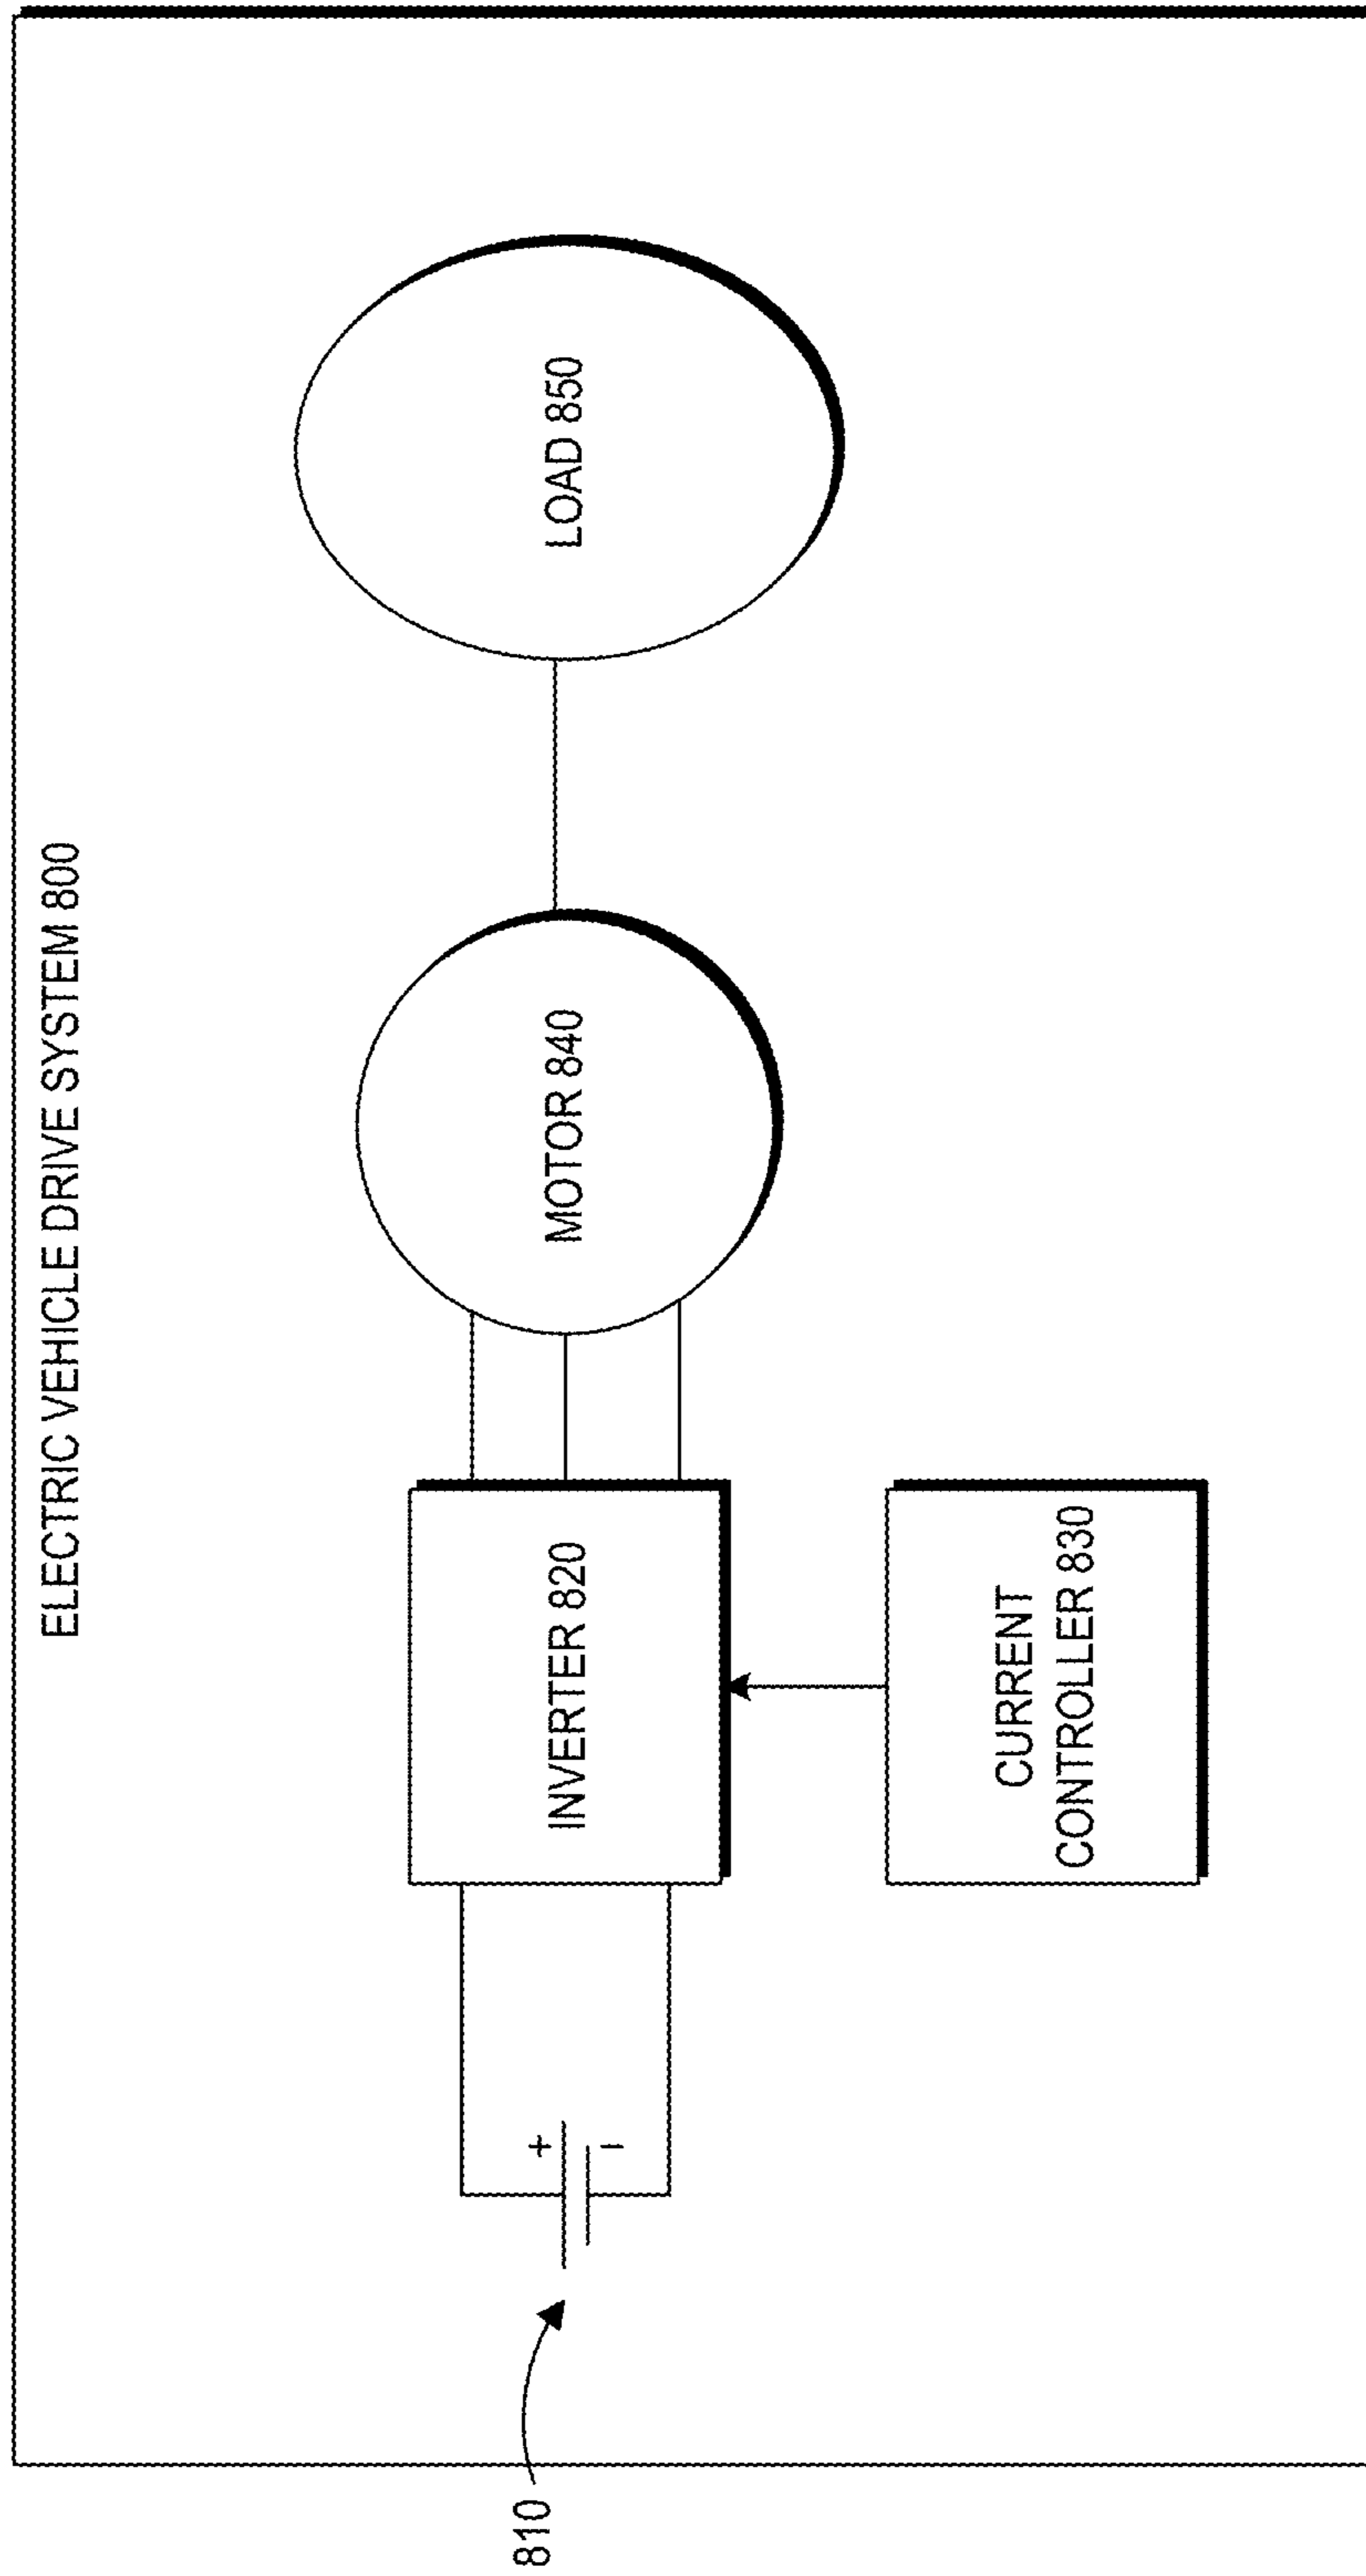 ELECTRIC VEHICLE DRIVE SYSTEM 800
810
+
–
INVERTER 820
MOTOR 840
LOAD 850
CURRENT
CONTROLLER 830